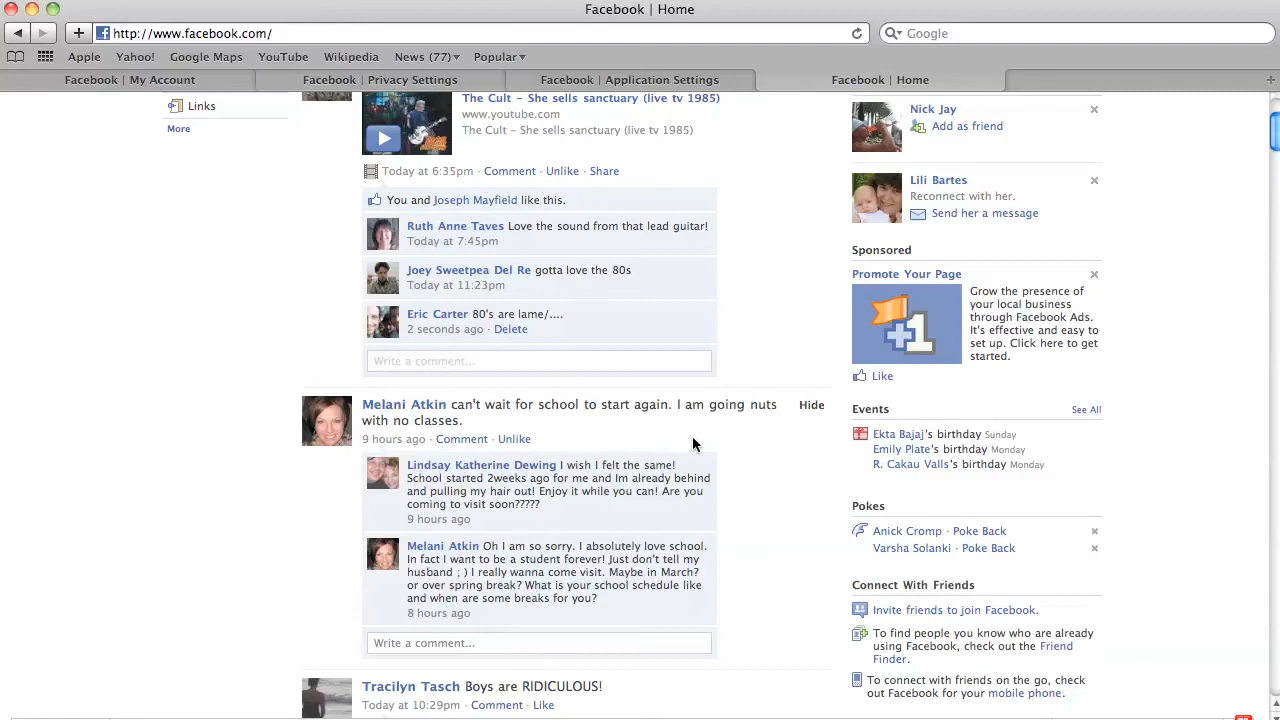 Facebook | Home
http://www.facebook.com/
Google
Apple Yahoo! Google Maps YouTube Wikipedia News (77) Popular
Facebook | My Account Facebook | Privacy Settings Facebook | Application Settings Facebook | Home
Links
More
The Cult - She sells sanctuary (live tv 1985)
www.youtube.com
The Cult - She sells sanctuary (live tv 1985)
Today at 6:35pm · Comment · Unlike · Share
You and Joseph Mayfield like this.
Ruth Anne Taves Love the sound from that lead guitar!
Today at 7:45pm
Joey Sweetpea Del Re gotta love the 80s
Today at 11:23pm
Eric Carter 80's are lame/....
2 seconds ago · Delete
Write a comment...
Melani Atkin can't wait for school to start again. I am going nuts
with no classes.
Hide
9 hours ago · Comment · Unlike
Lindsay Katherine Dewing I wish I felt the same!
School started 2weeks ago for me and Im already behind
and pulling my hair out! Enjoy it while you can! Are you
coming to visit soon?????
9 hours ago
Melani Atkin Oh I am so sorry. I absolutely love school.
In fact I want to be a student forever! Just don't tell my
husband ; ) I really wanna come visit. Maybe in March?
or over spring break? What is your school schedule like
and when are some breaks for you?
8 hours ago
Write a comment...
Tracilyn Tasch Boys are RIDICULOUS!
Today at 10:29pm · Comment · Like
Nick Jay
Add as friend
Lili Bartes
Reconnect with her.
Send her a message
Sponsored
Promote Your Page
Grow the presence of
your local business
through Facebook Ads.
It's effective and easy to
set up. Click here to get
started.
+1
Like
Events See All
Ekta Bajaj's birthday Sunday
Emily Plate's birthday Monday
R. Cakau Valls's birthday Monday
Pokes
Anick Cromp · Poke Back
Varsha Solanki · Poke Back
Connect With Friends
Invite friends to join Facebook.
To find people you know who are already
using Facebook, check out the Friend
Finder.
To connect with friends on the go, check
out Facebook for your mobile phone.